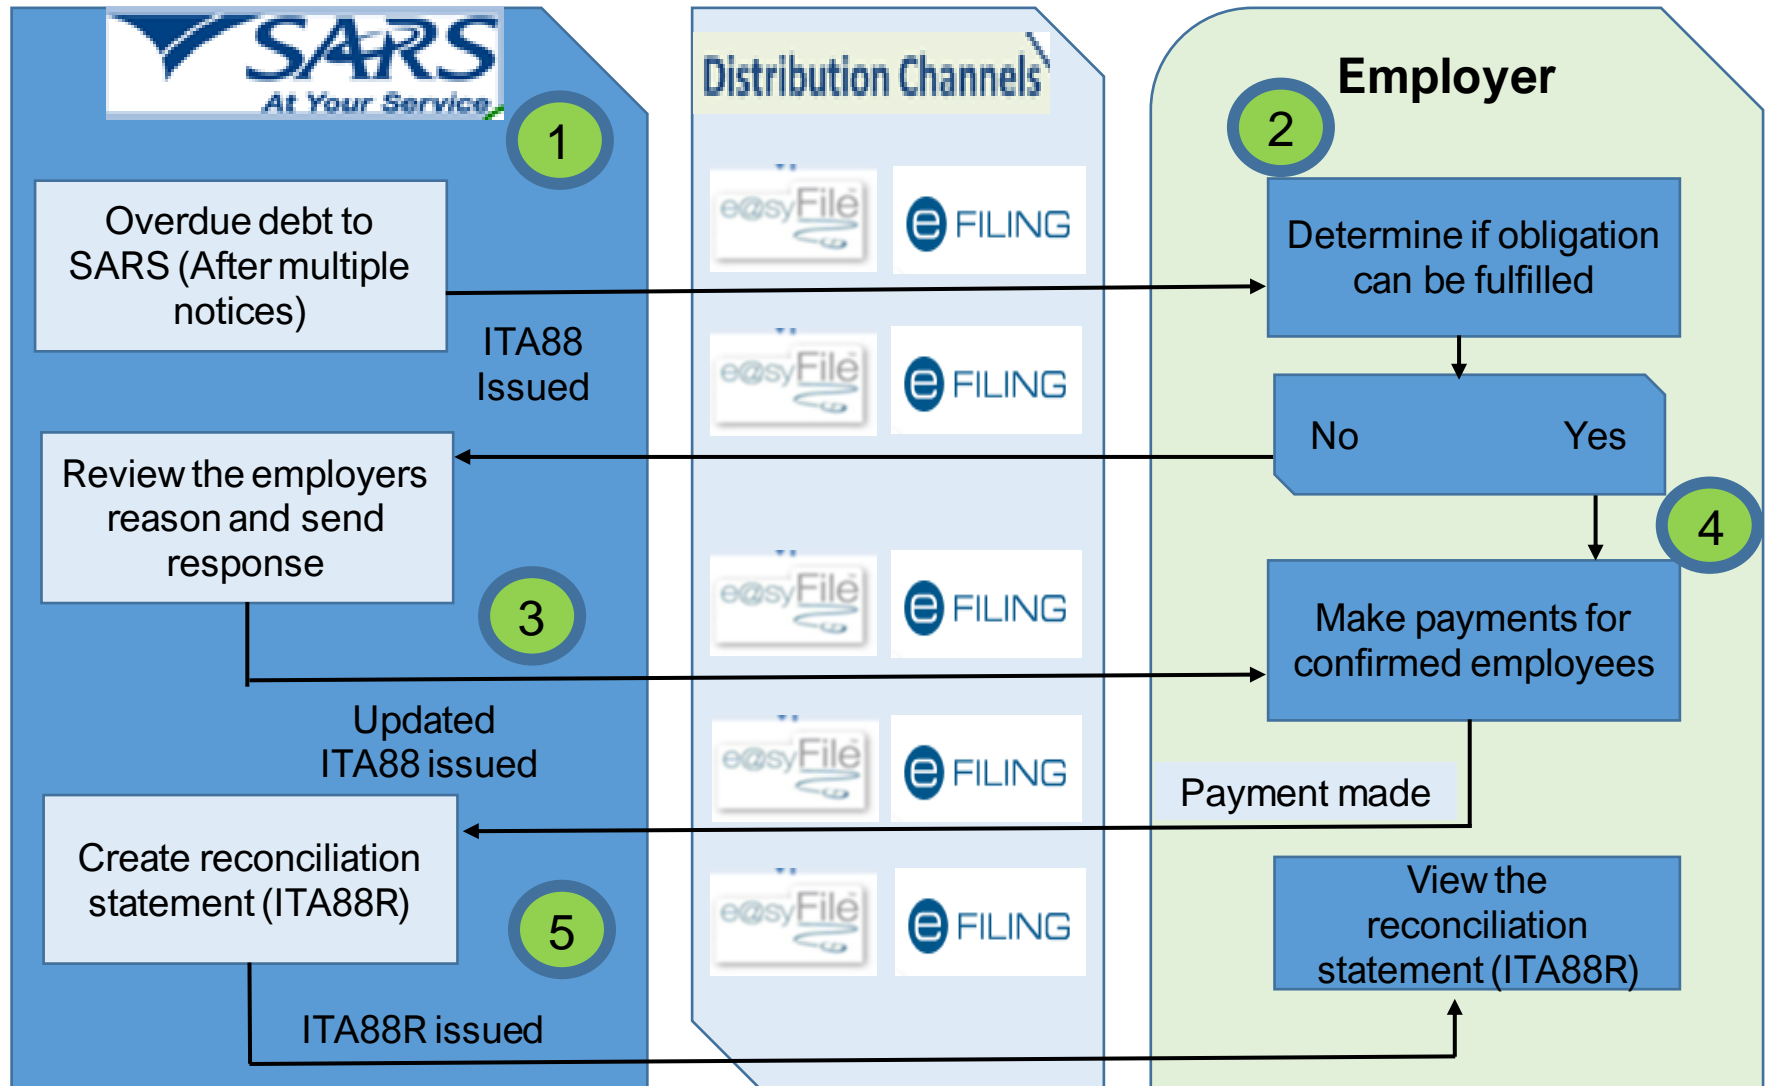 SARS
At Your Service
1
Overdue debt to
SARS (After multiple
notices)
ITA88
Issued
Review the employers
reason and send
response
3
Updated
ITA88 issued
Create reconciliation
statement (ITA88R)
5
ITA88R issued
Distribution Channels
e@syFile™
e FILING
e@syFile™
e FILING
e@syFile
e FILING
e@syFile™
e FILING
e@syFile
e FILING
Employer
2
Determine if obligation
can be fulfilled
No Yes
4
Make payments for
confirmed employees
Payment made
View the
reconciliation
statement (ITA88R)